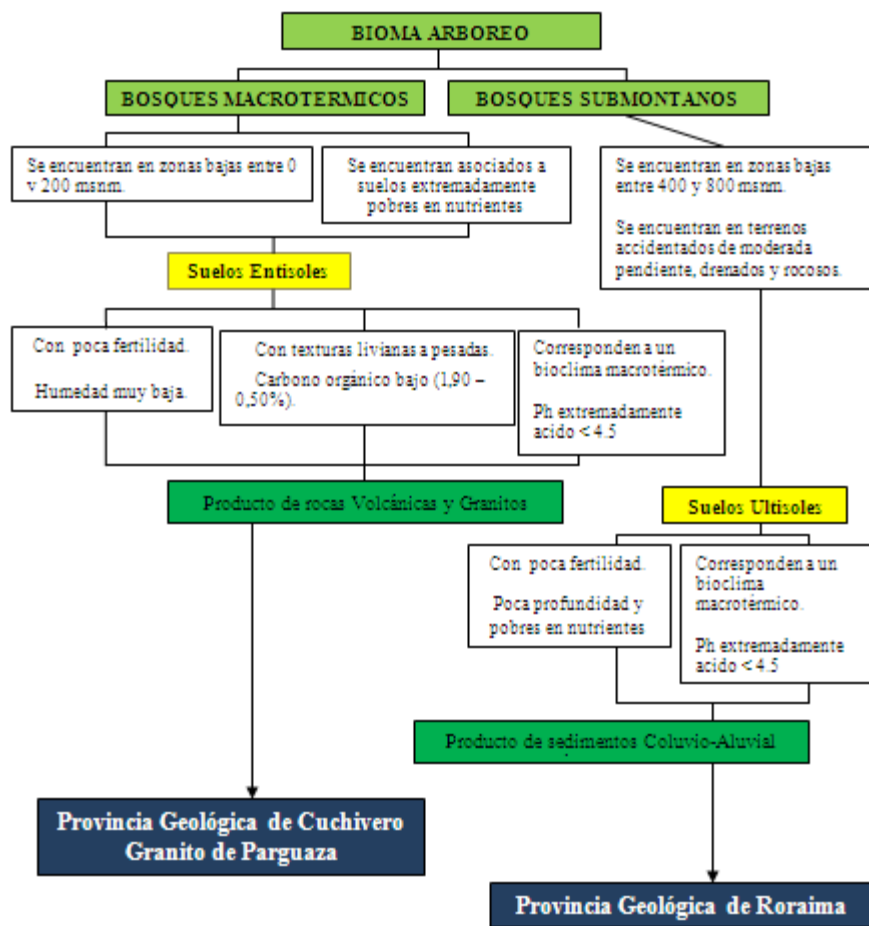 BIOMA ARBOREO
BOSQUES MACROTERMICOS
BOSQUES SUBMONTANOS
Se encuentran en zonas bajas entre 0
v 200 msnm.
Se encuentran asociados a
suelos extremadamente
pobres en nutrientes
Se encuentran en zonas bajas
entre 400 y 800 msnm.
Se encuentran en terrenos
accidentados de moderada
pendiente, drenados y rocosos.
Suelos Entisoles
Con poca fertilidad.
Humedad muy baja.
Con texturas livianas a pesadas.
Carbono orgánico bajo (1,90 –
0,50%).
Corresponden a un
bioclima macrotérmico.
Ph extremadamente
acido < 4.5
Producto de rocas Volcánicas y Granitos
Suelos Ultisoles
Con poca fertilidad.
Poca profundidad y
pobres en nutrientes
Corresponden a un
bioclima
macrotérmico.
Ph extremadamente
acido < 4.5
Producto de sedimentos Coluvio-Aluvial
Provincia Geológica de Cuchivero
Granito de Parguaza
Provincia Geológica de Roraima